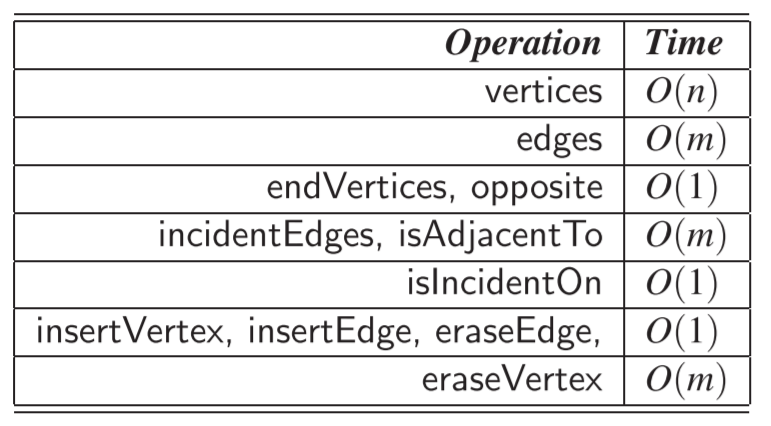 Operation Time
vertices O(n)
edges O(m)
endVertices, opposite O(1)
incidentEdges, isAdjacentTo O(m)
isIncidentOn O(1)
insertVertex, insertEdge, eraseEdge, O(1)
eraseVertex O(m)